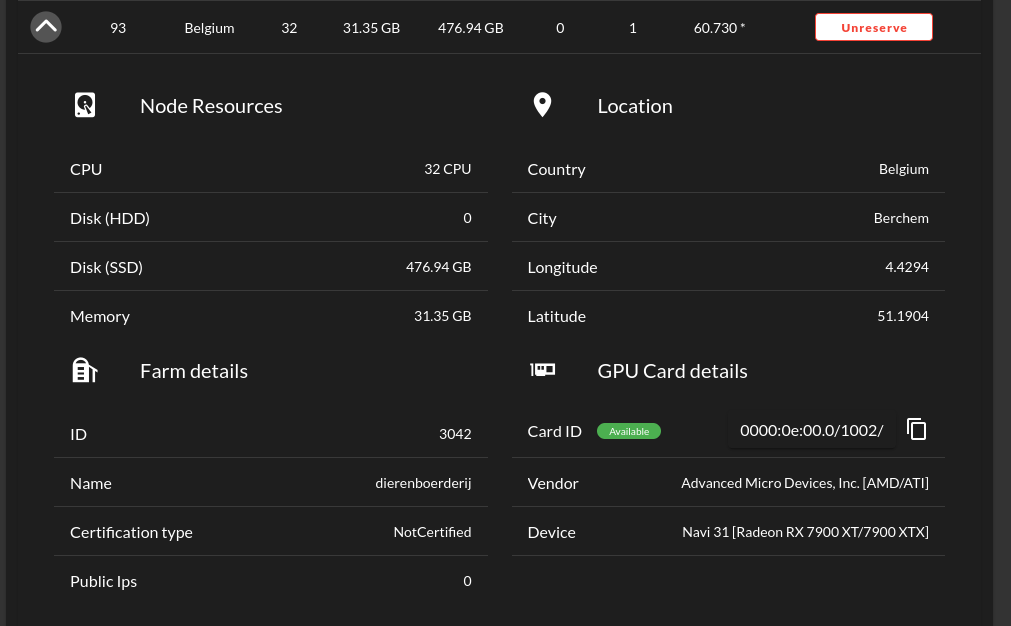 93 Belgium 32 31.35 GB 476.94 GB 0 1 60.730 * Unreserve
Node Resources
CPU 32 CPU
Disk (HDD) 0
Disk (SSD) 476.94 GB
Memory 31.35 GB
Location
Country Belgium
City Berchem
Longitude 4.4294
Latitude 51.1904
Farm details
ID 3042
Name dierenboerderij
Certification type NotCertified
Public Ips 0
GPU Card details
Card ID Available 0000:0e:00.0/1002/
Vendor Advanced Micro Devices, Inc. [AMD/ATI]
Device Navi 31 [Radeon RX 7900 XT/7900 XTX]